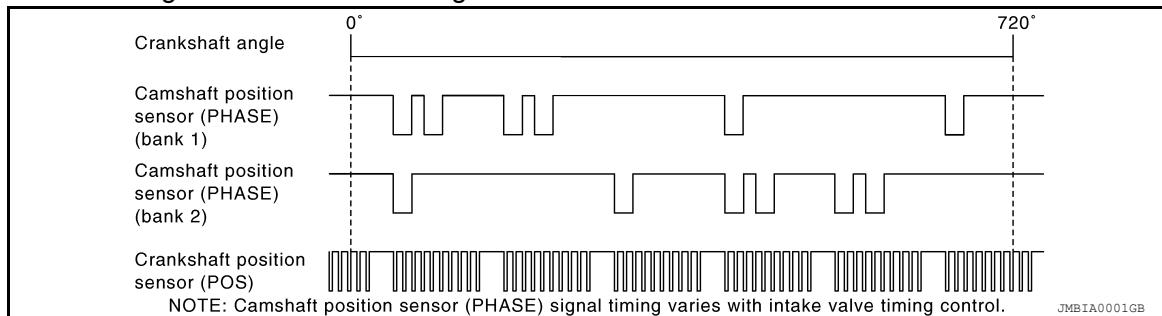 0˚ 720˚
Crankshaft angle
Camshaft position
sensor (PHASE)
(bank 1)
Camshaft position
sensor (PHASE)
(bank 2)
Crankshaft position
sensor (POS)
NOTE: Camshaft position sensor (PHASE) signal timing varies with intake valve timing control.
JMBIA0001GB